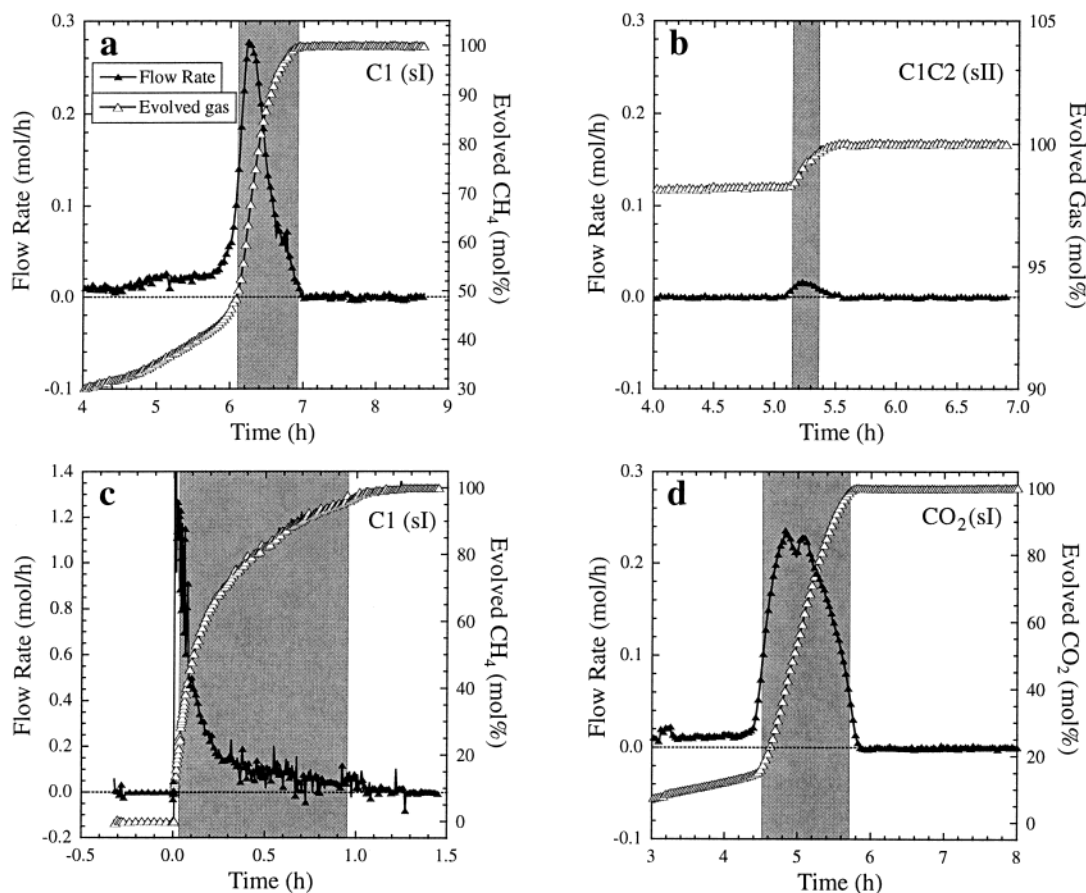 a
C1 (sI)
Flow Rate
Evolved gas
0.3
0.2
0.1
0.0
-0.1
Flow Rate (mol/h)
100
90
80
70
60
50
40
30
Evolved CH4 (mol%)
4 5 6 7 8 9
Time (h)
b
C1C2 (sII)
0.3
0.2
0.1
0.0
-0.1
Flow Rate (mol/h)
105
100
95
90
Evolved Gas (mol%)
4.0 4.5 5.0 5.5 6.0 6.5 7.0
Time (h)
c
C1 (sI)
1.4
1.2
1.0
0.8
0.6
0.4
0.2
0.0
-0.2
Flow Rate (mol/h)
100
80
60
40
20
0
Evolved CH4 (mol%)
-0.5 0.0 0.5 1.0 1.5
Time (h)
d
CO2(sI)
0.3
0.2
0.1
0.0
-0.1
Flow Rate (mol/h)
100
80
60
40
20
0
Evolved CO2 (mol%)
3 4 5 6 7 8
Time (h)